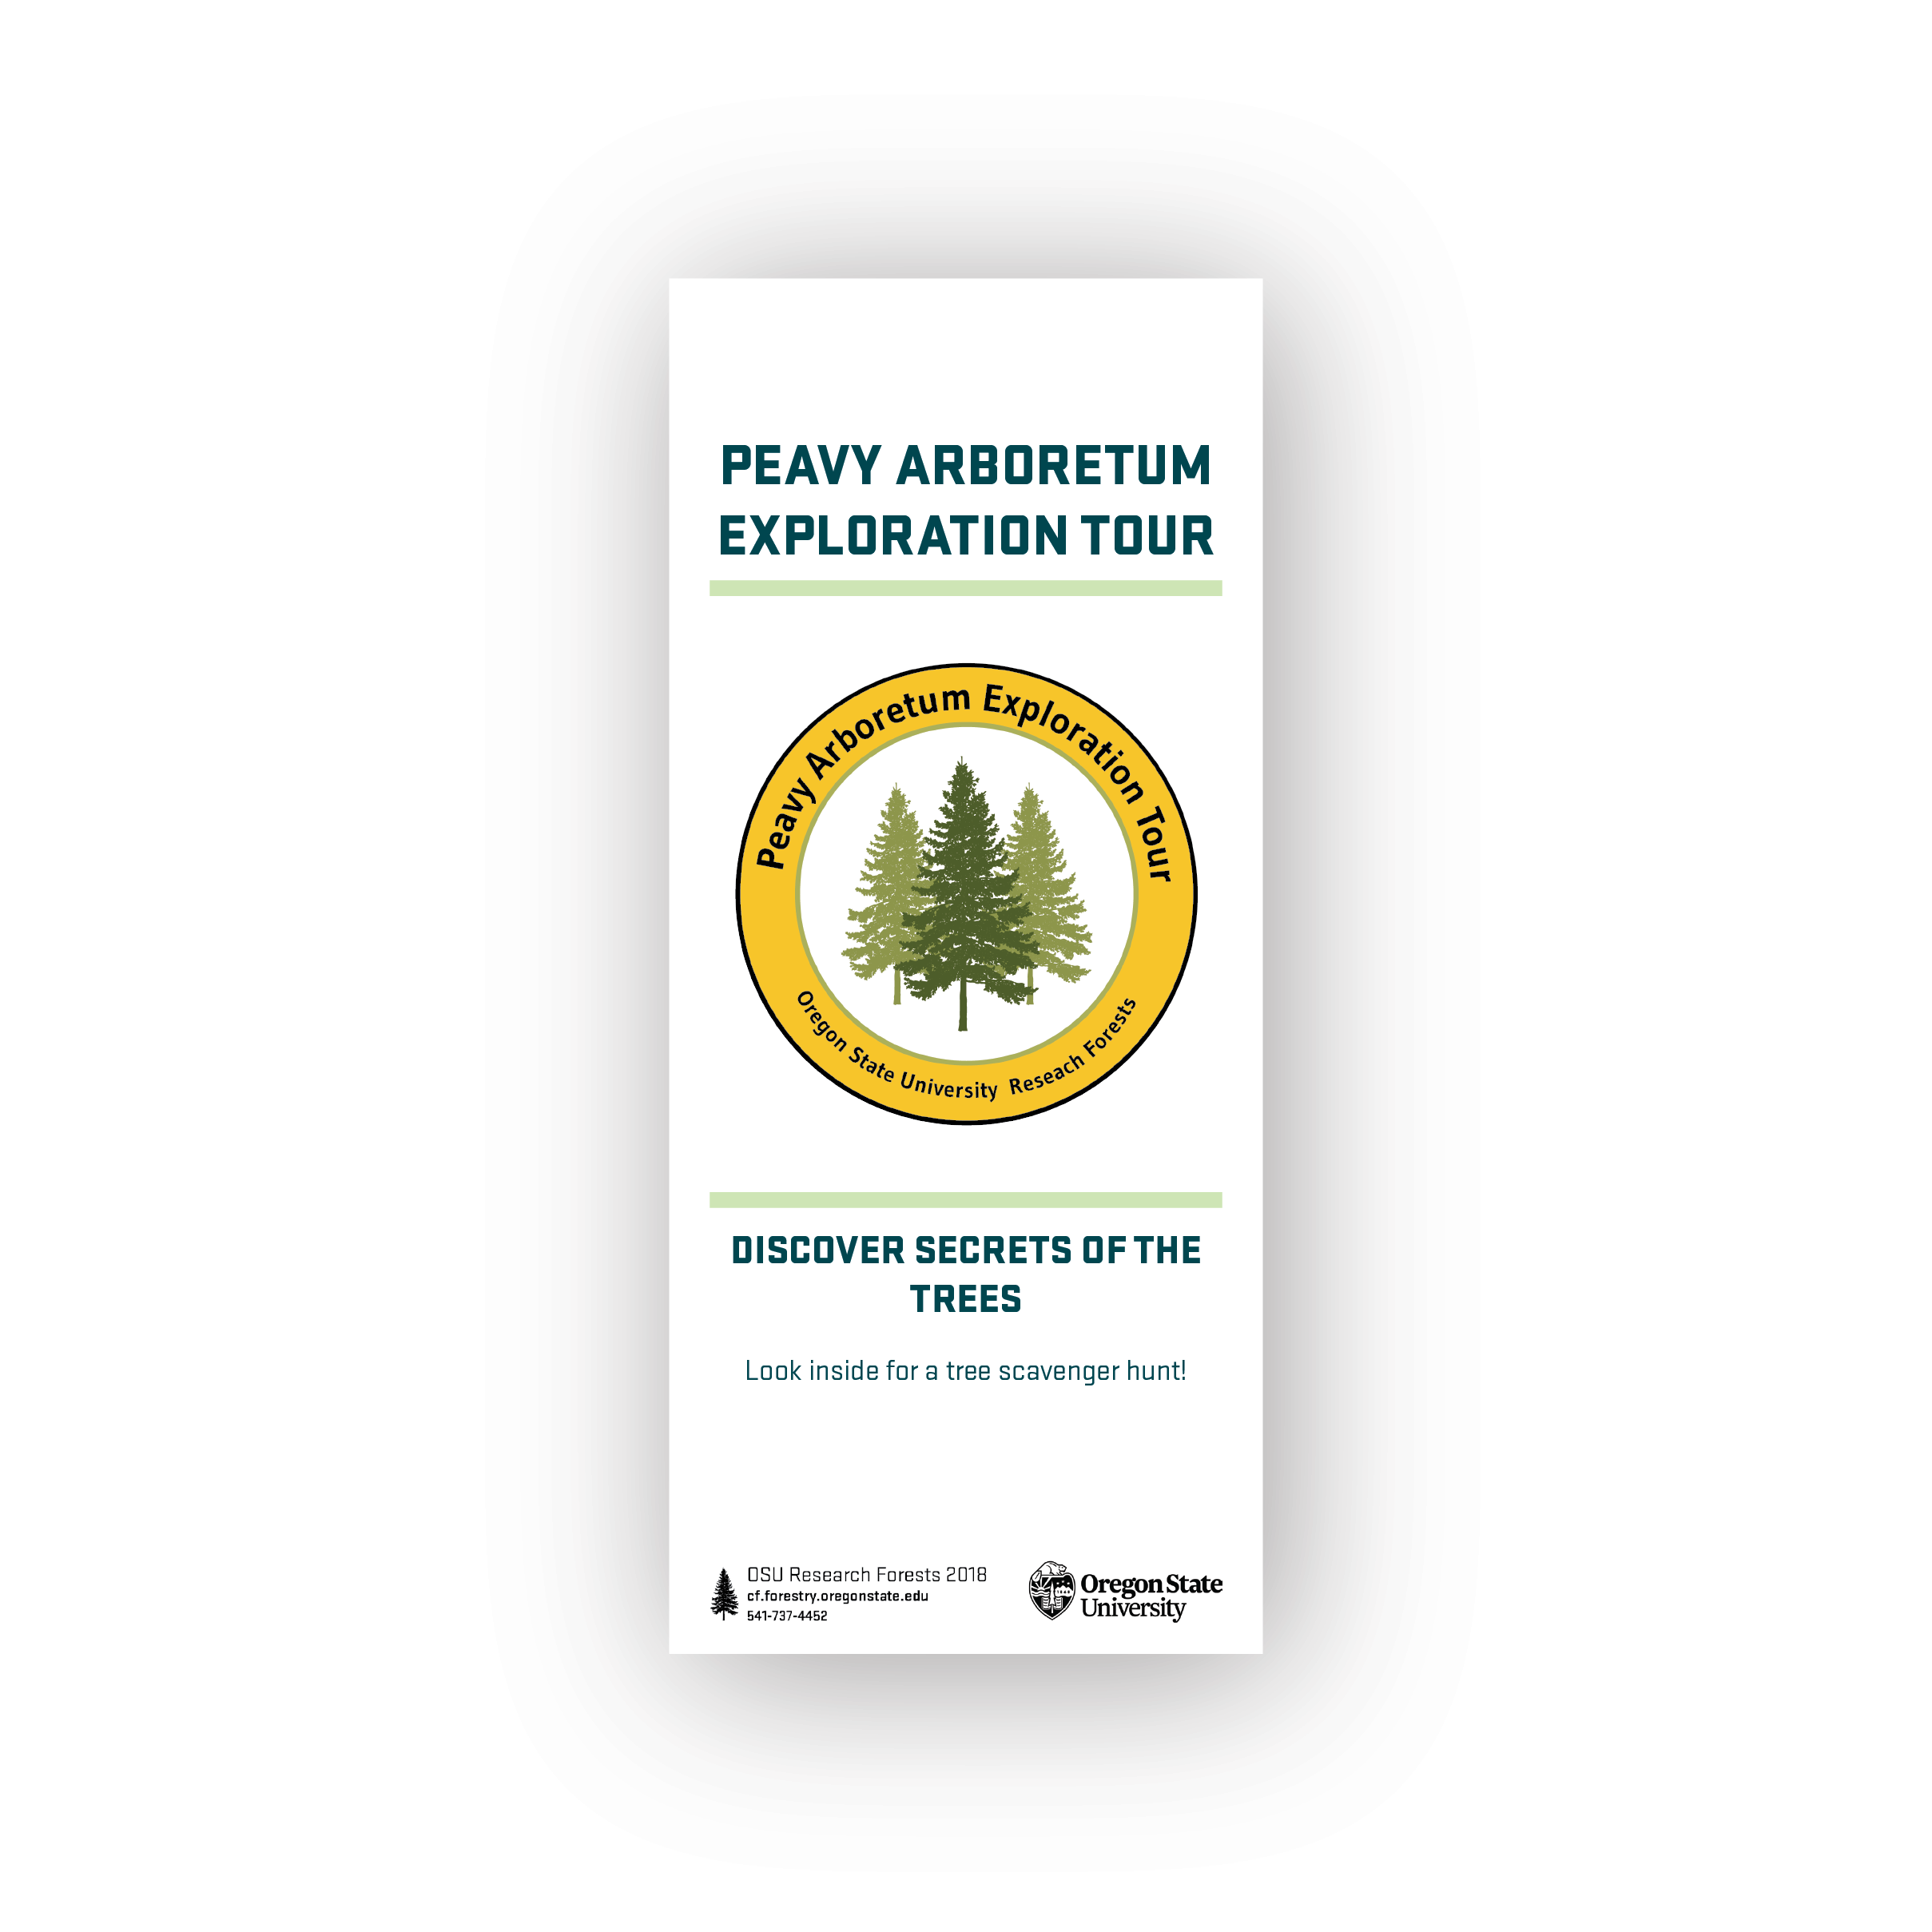 PEAVY ARBORETUM
EXPLORATION TOUR
Peavy Arboretum Exploration Tour
Oregon State University Reseach Forests
DISCOVER SECRETS OF THE
TREES
Look inside for a tree scavenger hunt!
OSU Research Forests 2018
cf.forestry.oregonstate.edu
541-737-4452
Oregon State
University